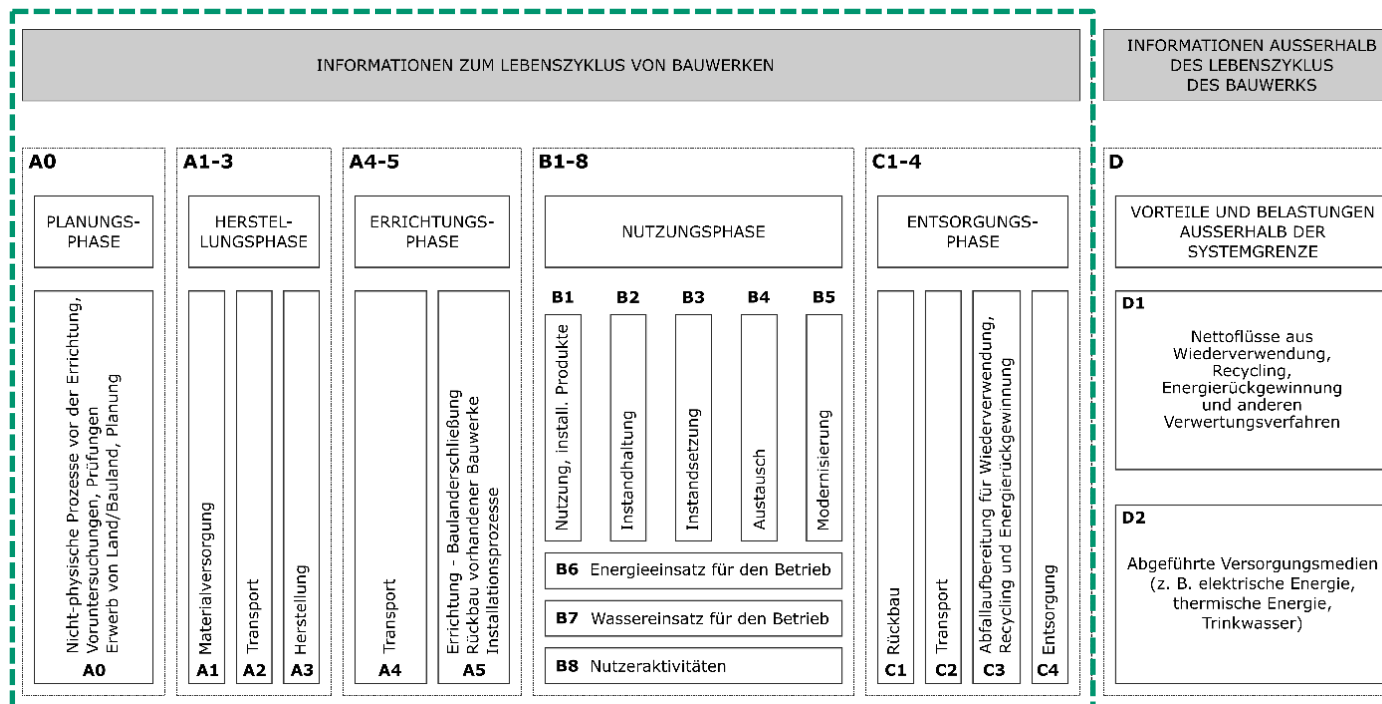 INFORMATIONEN ZUM LEBENSZYKLUS VON BAUWERKEN
INFORMATIONEN AUSSERHALB
DES LEBENSZYKLUS
DES BAUWERKS
A0
PLANUNGS-
PHASE
Nicht-physische Prozesse vor der Errichtung,
Voruntersuchungen, Prüfungen
Erwerb von Land/Bauland, Planung
A0
A1-3
HERSTEL-
LUNGSPHASE
Materialversorgung
A1
Transport
A2
Herstellung
A3
A4-5
ERRICHTUNGS-
PHASE
Transport
A4
Errichtung - Baulanderschließung
Rückbau vorhandener Bauwerke
Installationsprozesse
A5
B1-8
NUTZUNGSPHASE
B1
Nutzung, install. Produkte
B2
Instandhaltung
B3
Instandsetzung
B4
Austausch
B5
Modernisierung
B6 Energieeinsatz für den Betrieb
B7 Wassereinsatz für den Betrieb
B8 Nutzeraktivitäten
C1-4
ENTSORGUNGS-
PHASE
Rückbau
C1
Transport
C2
Abfallaufbereitung für Wiederverwendung,
Recycling und Energierückgewinnung
C3
Entsorgung
C4
D
VORTEILE UND BELASTUNGEN
AUSSERHALB DER
SYSTEMGRENZE
D1
Nettoflüsse aus
Wiederverwendung,
Recycling,
Energierückgewinnung
und anderen
Verwertungsverfahren
D2
Abgeführte Versorgungsmedien
(z. B. elektrische Energie,
thermische Energie,
Trinkwasser)